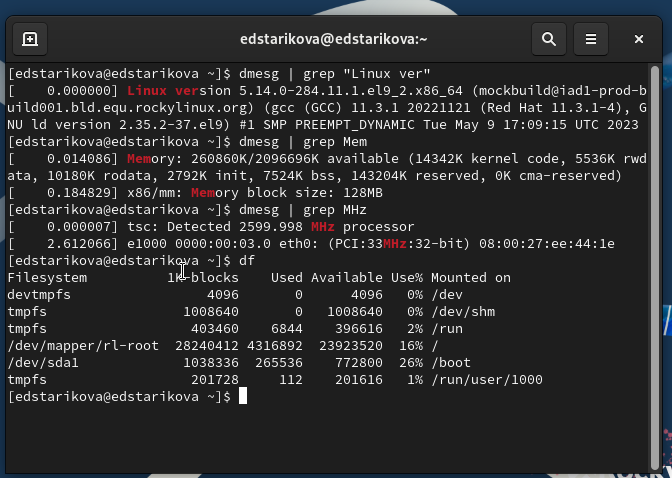 edstarikova@edstarikova:~
[edstarikova@edstarikova ~]$ dmesg | grep "Linux ver"
[    0.000000] Linux version 5.14.0-284.11.1.el9_2.x86_64 (mockbuild@iad1-prod-b
uild001.bld.equ.rockylinux.org) (gcc (GCC) 11.3.1 20221121 (Red Hat 11.3.1-4), G
NU ld version 2.35.2-37.el9) #1 SMP PREEMPT_DYNAMIC Tue May 9 17:09:15 UTC 2023
[edstarikova@edstarikova ~]$ dmesg | grep Mem
[    0.014086] Memory: 260860K/2096696K available (14342K kernel code, 5536K rwd
ata, 10180K rodata, 2792K init, 7524K bss, 143204K reserved, 0K cma-reserved)
[    0.184829] x86/mm: Memory block size: 128MB
[edstarikova@edstarikova ~]$ dmesg | grep MHz
[    0.000007] tsc: Detected 2599.998 MHz processor
[    2.612066] e1000 0000:00:03.0 eth0: (PCI:33MHz:32-bit) 08:00:27:ee:44:1e
[edstarikova@edstarikova ~]$ df
Filesystem          1K-blocks    Used Available Use% Mounted on
devtmpfs                 4096       0      4096   0% /dev
tmpfs                 1008640       0   1008640   0% /dev/shm
tmpfs                  403460    6844    396616   2% /run
/dev/mapper/rl-root  28240412 4316892  23923520  16% /
/dev/sda1             1038336  265536    772800  26% /boot
tmpfs                  201728     112    201616   1% /run/user/1000
[edstarikova@edstarikova ~]$